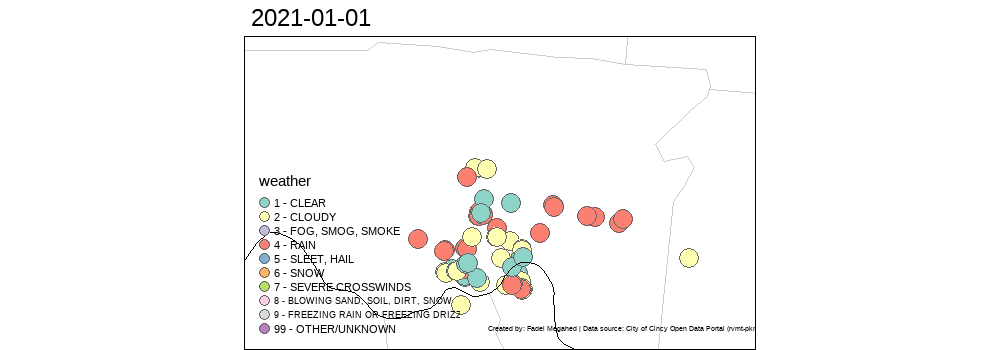 2021-01-01
weather
1 - CLEAR
2 - CLOUDY
3 - FOG, SMOG, SMOKE
4 - RAIN
5 - SLEET, HAIL
6 - SNOW
7 - SEVERE CROSSWINDS
8 - BLOWING SAND, SOIL, DIRT, SNOW
9 - FREEZING RAIN OR FREEZING DRIZZ
99 - OTHER/UNKNOWN
Created by: Fadel Megahed | Data source: City of Cincy Open Data Portal (rvmt-pkr